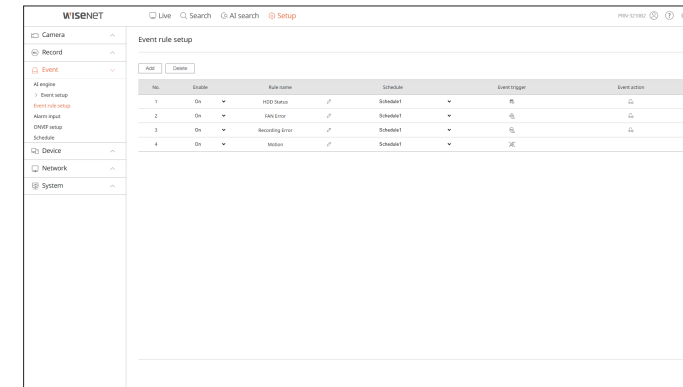 WISENET
Live Search AI search Setup
PRN-3210B2
Camera
Record
Event
AI engine
> Event setup
Event rule setup
Alarm input
ONVIF setup
Schedule
Device
Network
System
Event rule setup
Add Delete
No. Enable Rule name Schedule Event trigger Event action
1 On HDD Status Schedule1
2 On FAN Error Schedule1
3 On Recording Error Schedule1
4 On Motion Schedule1